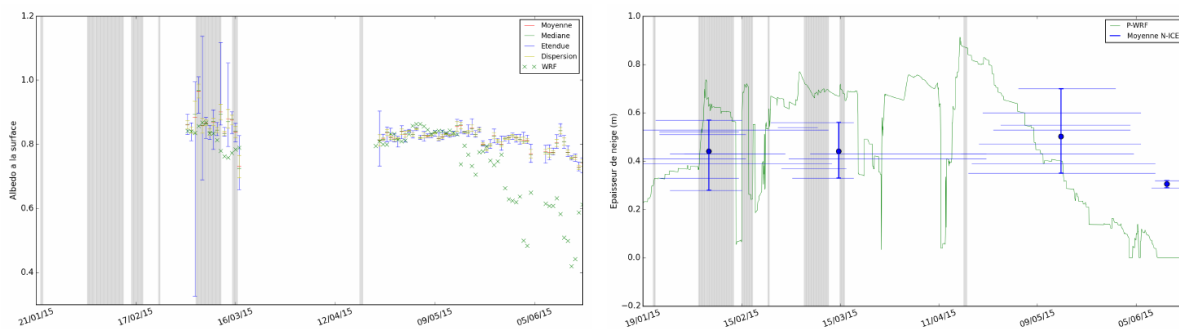 1.2
1.0
0.8
0.6
0.4
Albedo a la surface
21/01/15
17/02/15
16/03/15
12/04/15
09/05/15
05/06/15
Moyenne
Mediane
Etendue
Dispersion
WRF
1.0
0.8
0.6
0.4
0.2
0.0
−0.2
Epaisseur de neige (m)
19/01/15
15/02/15
15/03/15
11/04/15
09/05/15
05/06/15
P-WRF
Moyenne N-ICE